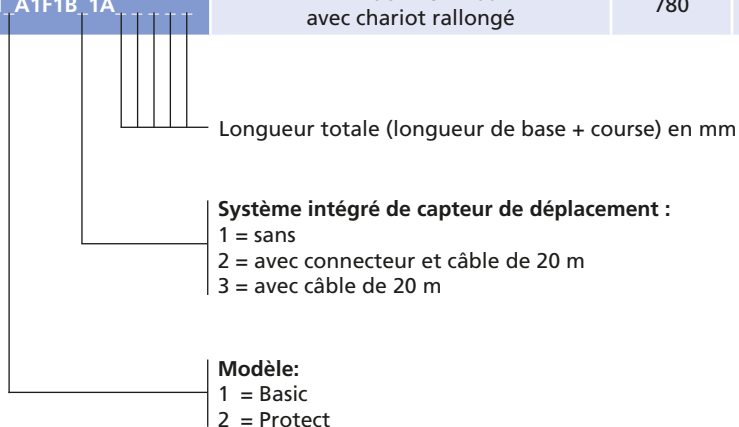 _A1F1B_1A_ _ _ _ _
avec chariot rallongé
780
Longueur totale (longueur de base + course) en mm
Système intégré de capteur de déplacement :
1 = sans
2 = avec connecteur et câble de 20 m
3 = avec câble de 20 m
Modèle:
1 = Basic
2 = Protect